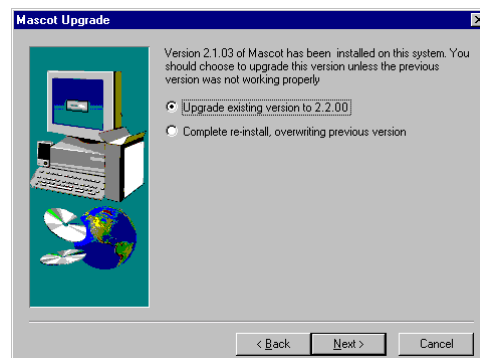 Mascot Upgrade
Version 2.1.03 of Mascot has been installed on this system. You
should choose to upgrade this version unless the previous
version was not working properly
Upgrade existing version to 2.2.00
Complete re-install, overwriting previous version
< Back
Next >
Cancel